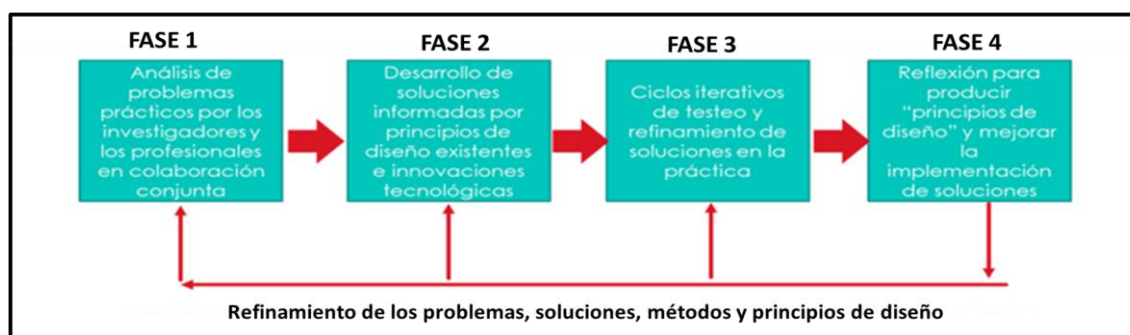 FASE 1
Análisis de
problemas
prácticos por los
investigadores y
los profesionales
en colaboración
conjunta
FASE 2
Desarrollo de
soluciones
informadas por
principios de
diseño existentes
e innovaciones
tecnológicas
FASE 3
Ciclos iterativos
de testeo y
refinamiento de
soluciones en la
práctica
FASE 4
Reflexión para
producir
"principios de
diseño" y mejorar
la
implementación
de soluciones
Refinamiento de los problemas, soluciones, métodos y principios de diseño